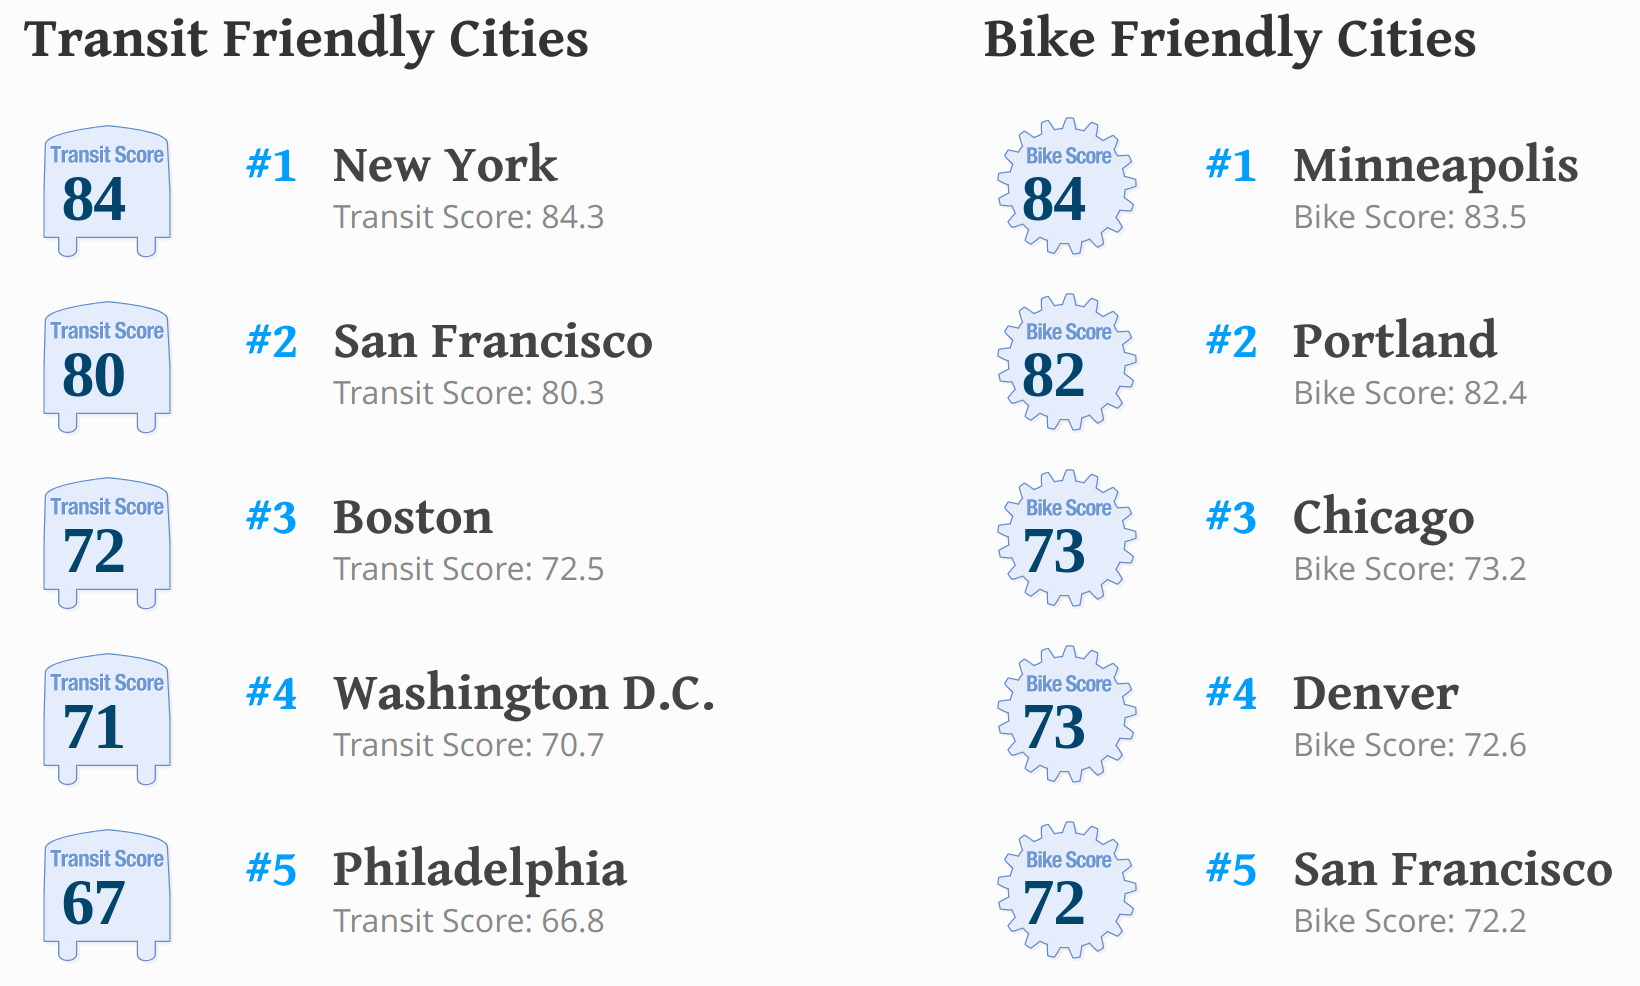 Transit Friendly Cities
Transit Score
84
#1 New York
Transit Score: 84.3
Transit Score
80
#2 San Francisco
Transit Score: 80.3
Transit Score
72
#3 Boston
Transit Score: 72.5
Transit Score
71
#4 Washington D.C.
Transit Score: 70.7
Transit Score
67
#5 Philadelphia
Transit Score: 66.8
Bike Friendly Cities
Bike Score
84
#1 Minneapolis
Bike Score: 83.5
Bike Score
82
#2 Portland
Bike Score: 82.4
Bike Score
73
#3 Chicago
Bike Score: 73.2
Bike Score
73
#4 Denver
Bike Score: 72.6
Bike Score
72
#5 San Francisco
Bike Score: 72.2